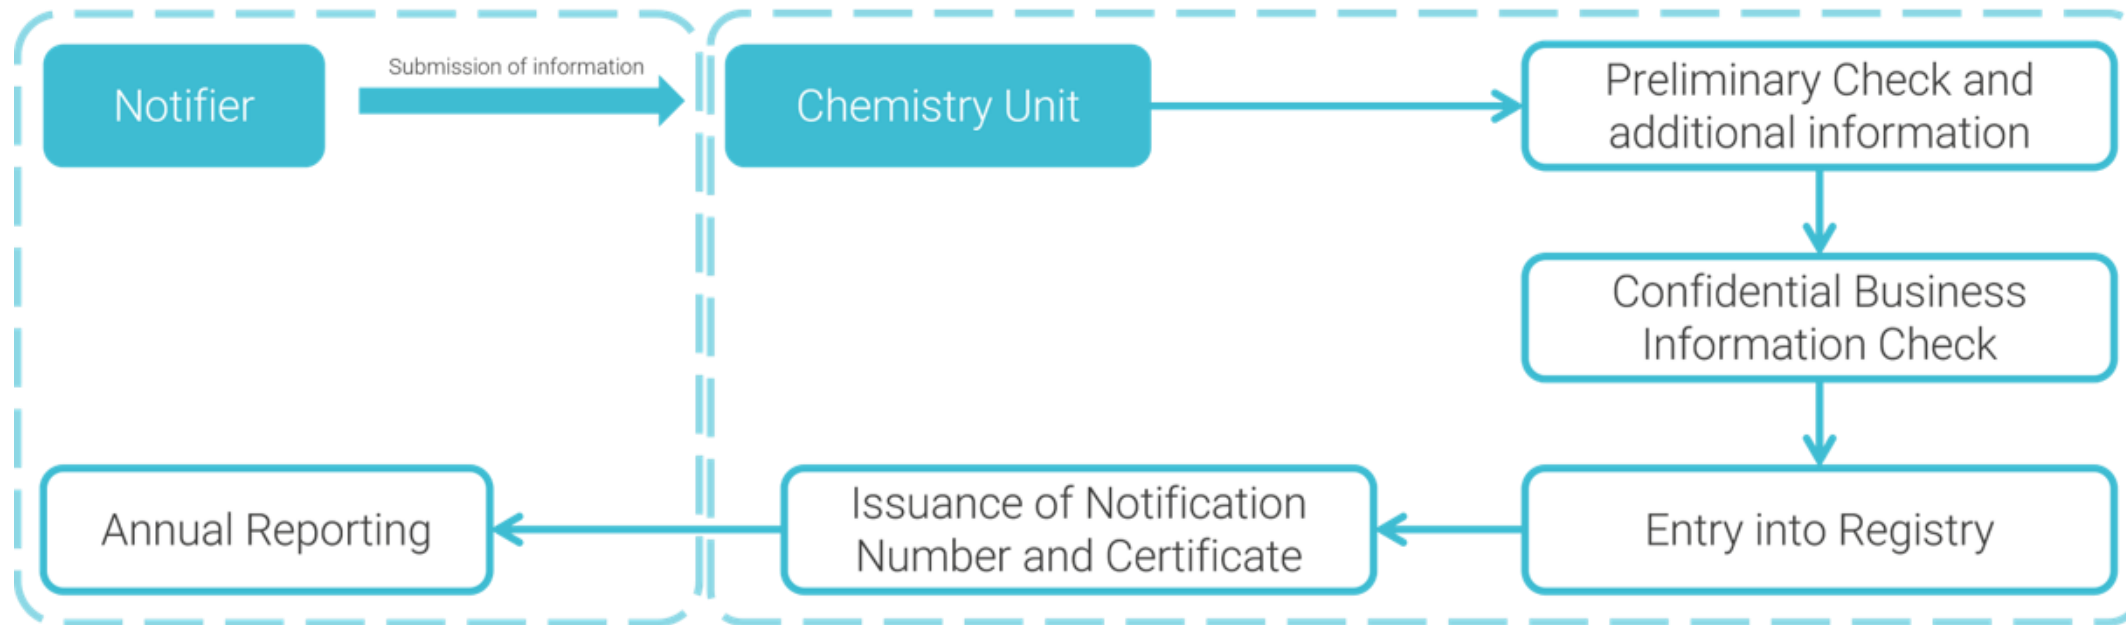 Notifier
Submission of information
Chemistry Unit
Preliminary Check and
additional information
Confidential Business
Information Check
Entry into Registry
Issuance of Notification
Number and Certificate
Annual Reporting